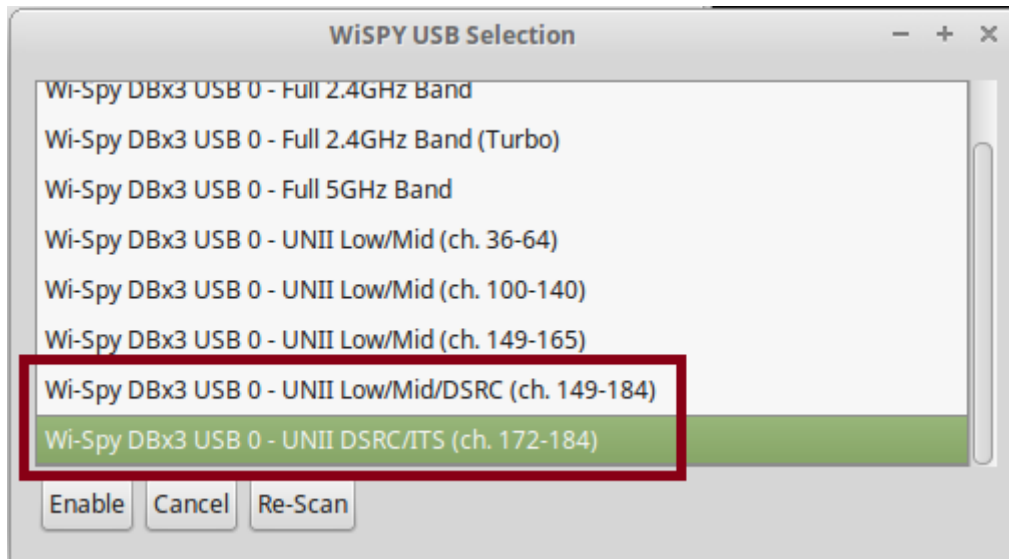 WiSPY USB Selection
Wi-Spy DBx3 USB 0 - Full 2.4GHz Band
Wi-Spy DBx3 USB 0 - Full 2.4GHz Band (Turbo)
Wi-Spy DBx3 USB 0 - Full 5GHz Band
Wi-Spy DBx3 USB 0 - UNII Low/Mid (ch. 36-64)
Wi-Spy DBx3 USB 0 - UNII Low/Mid (ch. 100-140)
Wi-Spy DBx3 USB 0 - UNII Low/Mid (ch. 149-165)
Wi-Spy DBx3 USB 0 - UNII Low/Mid/DSRC (ch. 149-184)
Wi-Spy DBx3 USB 0 - UNII DSRC/ITS (ch. 172-184)
Enable Cancel Re-Scan